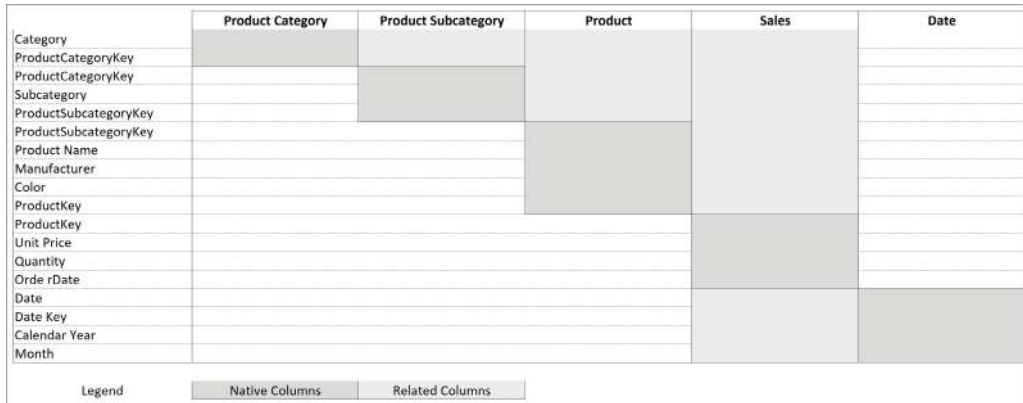 Product Category Product Subcategory Product Sales Date
Category
ProductCategoryKey
ProductCategoryKey
Subcategory
ProductSubcategoryKey
ProductSubcategoryKey
Product Name
Manufacturer
Color
ProductKey
ProductKey
Unit Price
Quantity
Orde rDate
Date
Date Key
Calendar Year
Month
Legend Native Columns Related Columns